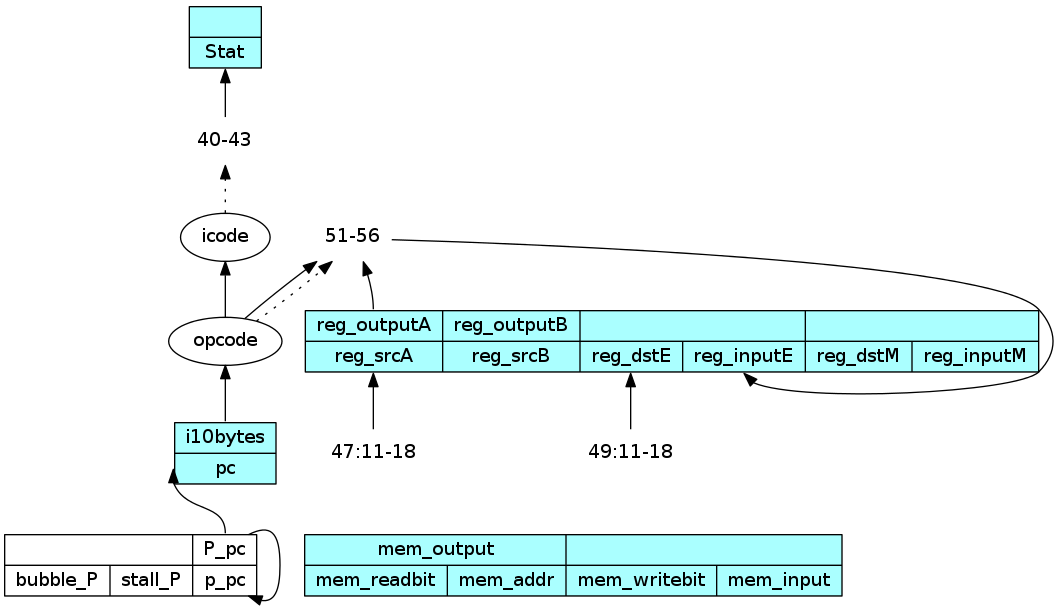 Stat
40-43
icode
51-56
opcode
reg_outputA reg_outputB
reg_srcA reg_srcB reg_dstE reg_inputE reg_dstM reg_inputM
i10bytes
pc
47:11-18
49:11-18
P_pc
bubble_P stall_P p_pc
mem_output
mem_readbit mem_addr mem_writebit mem_input